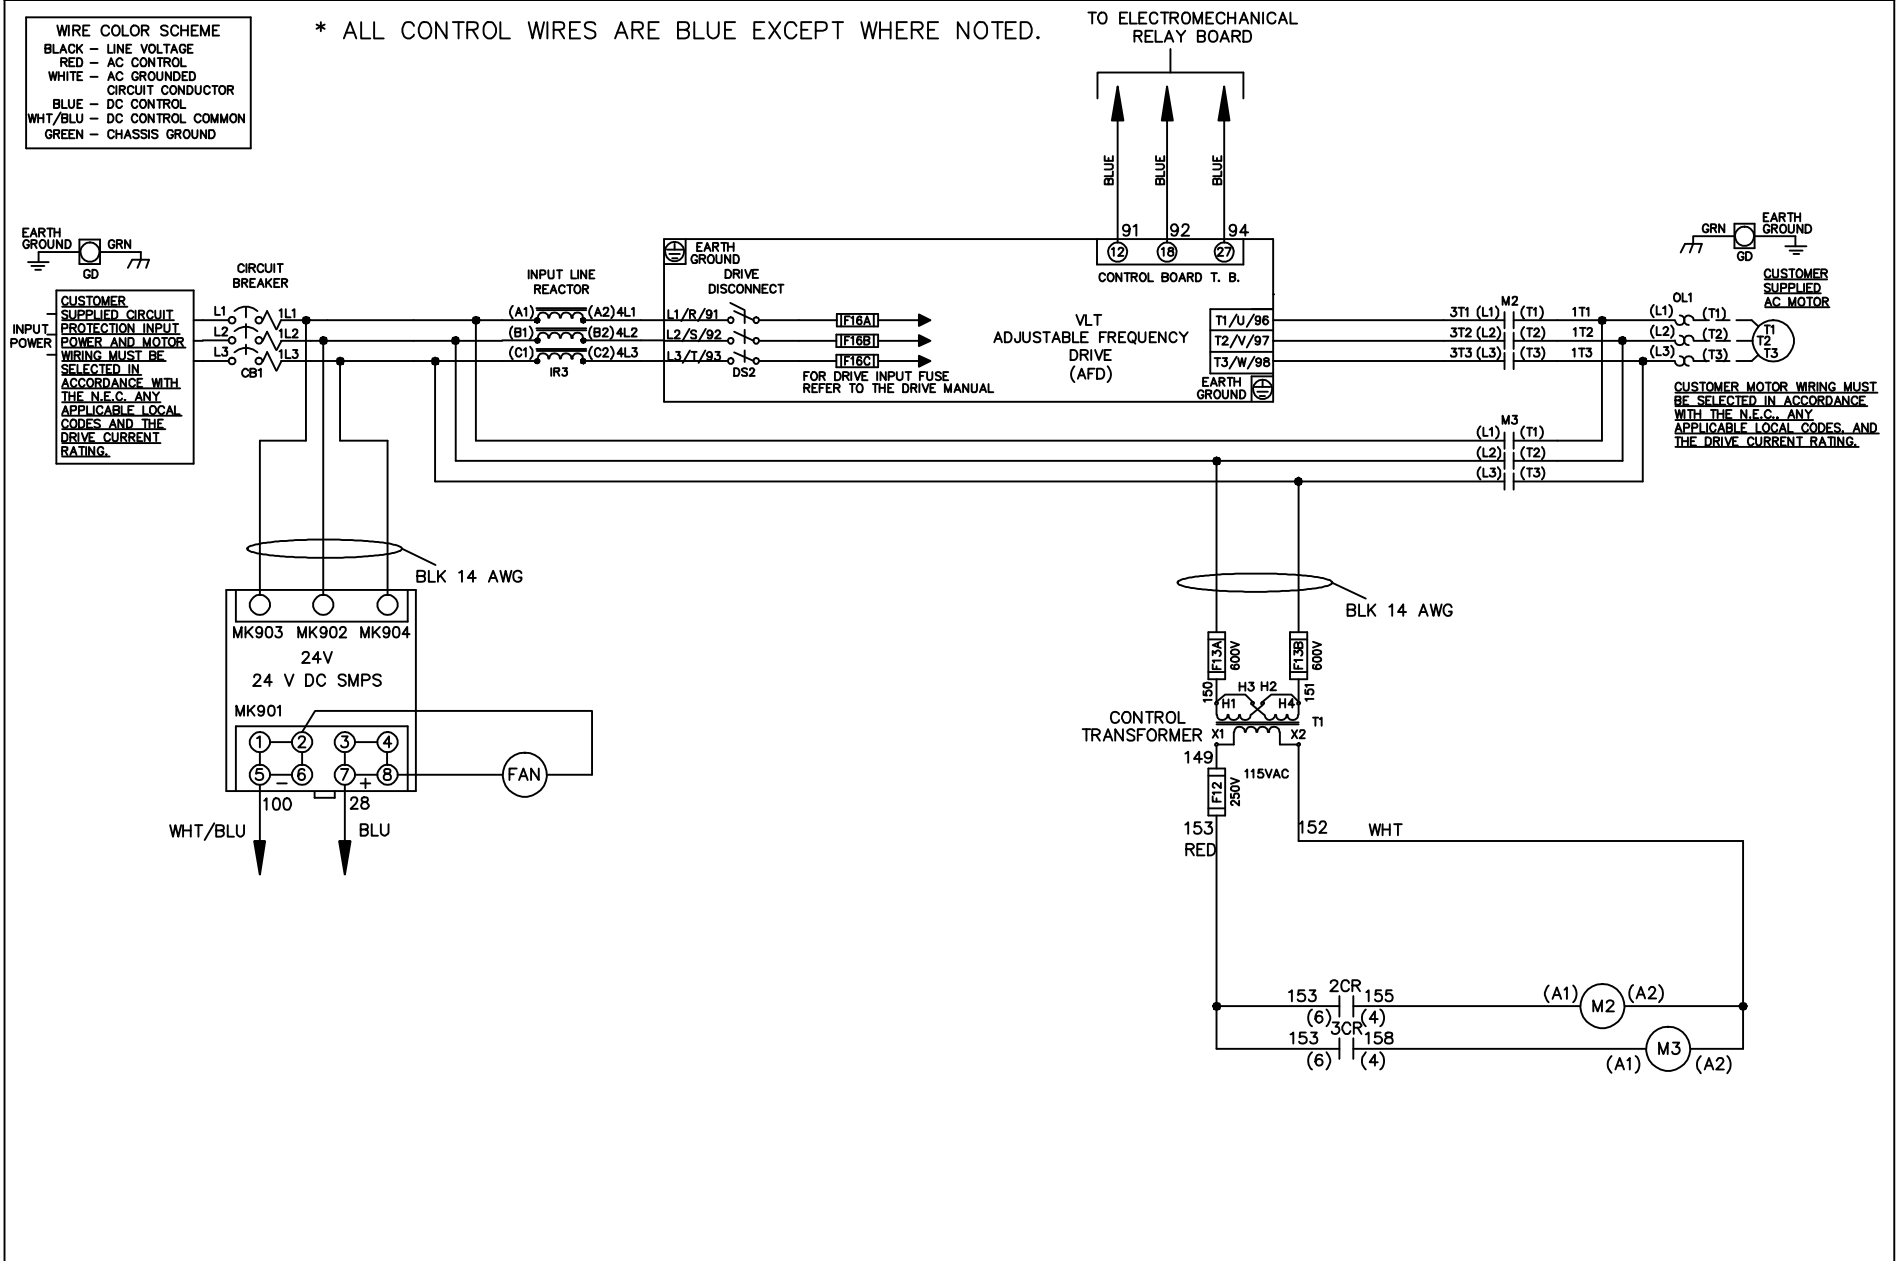 WIRE COLOR SCHEME
BLACK – LINE VOLTAGE
RED – AC CONTROL
WHITE – AC GROUNDED
CIRCUIT CONDUCTOR
BLUE – DC CONTROL
WHT/BLU – DC CONTROL COMMON
GREEN – CHASSIS GROUND
* ALL CONTROL WIRES ARE BLUE EXCEPT WHERE NOTED.
TO ELECTROMECHANICAL
RELAY BOARD
BLUE
BLUE
BLUE
91 92 94
12 18 27
CONTROL BOARD T. B.
EARTH
GROUND
GRN
GD
INPUT
POWER
CUSTOMER
SUPPLIED CIRCUIT
PROTECTION INPUT
POWER AND MOTOR
WIRING MUST BE
SELECTED IN
ACCORDANCE WITH
THE N.E.C. ANY
APPLICABLE LOCAL
CODES AND THE
DRIVE CURRENT
RATING.
CIRCUIT
BREAKER
L1 1L1
L2 1L2
L3 1L3
CB1
INPUT LINE
REACTOR
(A1) (A2) 4L1
(B1) (B2) 4L2
(C1) (C2) 4L3
IR3
EARTH
GROUND
DRIVE
DISCONNECT
L1/R/91
L2/S/92
L3/T/93
DS2
F16A
F16B
F16C
FOR DRIVE INPUT FUSE
REFER TO THE DRIVE MANUAL
VLT
ADJUSTABLE FREQUENCY
DRIVE
(AFD)
T1/U/96
T2/V/97
T3/W/98
EARTH
GROUND
M2
3T1 (L1) (T1) 1T1
3T2 (L2) (T2) 1T2
3T3 (L3) (T3) 1T3
M3
(L1) (T1)
(L2) (T2)
(L3) (T3)
OL1
(L1) (T1)
(L2) (T2)
(L3) (T3)
T1
T2
T3
GRN
GD
EARTH
GROUND
CUSTOMER
SUPPLIED
AC MOTOR
CUSTOMER MOTOR WIRING MUST
BE SELECTED IN ACCORDANCE
WITH THE N.E.C., ANY
APPLICABLE LOCAL CODES, AND
THE DRIVE CURRENT RATING.
BLK 14 AWG
MK903 MK902 MK904
24V
24 V DC SMPS
MK901
1 2 3 4
5 – 6 7 + 8
FAN
100 28
WHT/BLU BLU
BLK 14 AWG
F13A
600V
F13B
600V
150
151
H3 H2
H1 H4
T1
CONTROL
TRANSFORMER
X1 X2
149
115VAC
F12
250V
153
RED
152 WHT
2CR
153 155
(6) (4)
(A1) M2 (A2)
3CR
153 158
(6) (4)
(A1) M3 (A2)